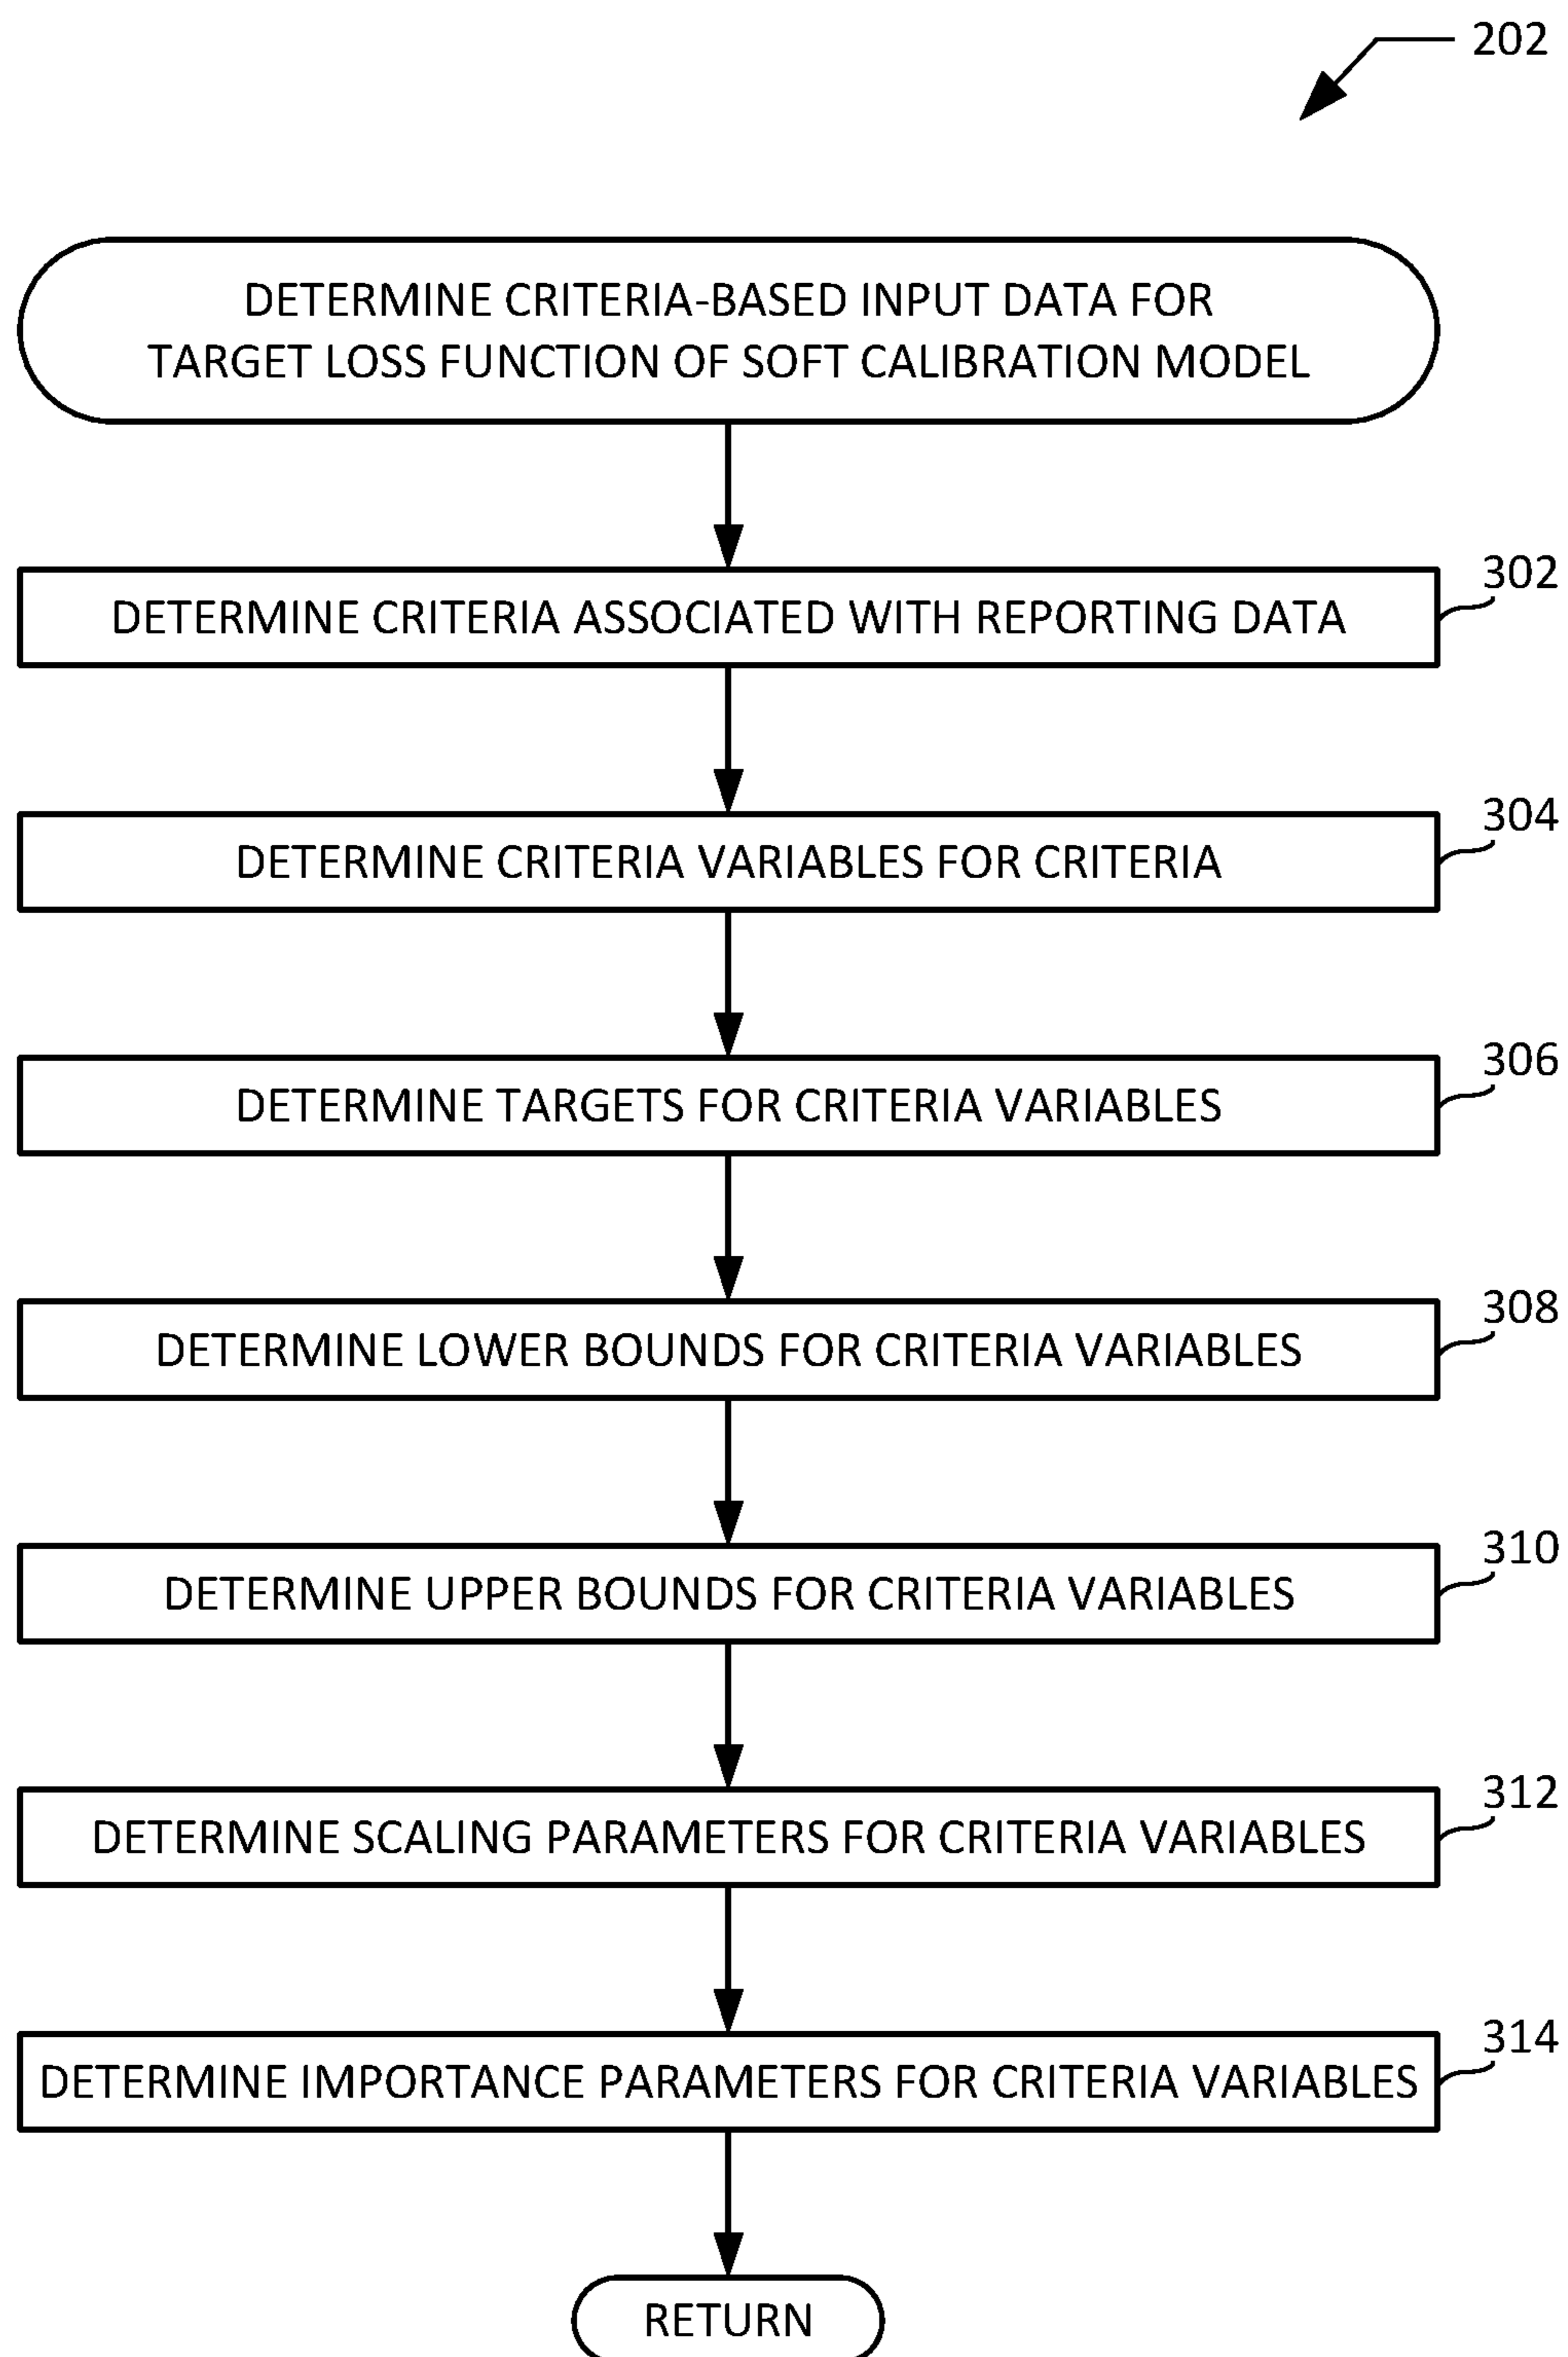 202
DETERMINE CRITERIA-BASED INPUT DATA FOR
TARGET LOSS FUNCTION OF SOFT CALIBRATION MODEL
302
DETERMINE CRITERIA ASSOCIATED WITH REPORTING DATA
304
DETERMINE CRITERIA VARIABLES FOR CRITERIA
306
DETERMINE TARGETS FOR CRITERIA VARIABLES
308
DETERMINE LOWER BOUNDS FOR CRITERIA VARIABLES
310
DETERMINE UPPER BOUNDS FOR CRITERIA VARIABLES
312
DETERMINE SCALING PARAMETERS FOR CRITERIA VARIABLES
314
DETERMINE IMPORTANCE PARAMETERS FOR CRITERIA VARIABLES
RETURN